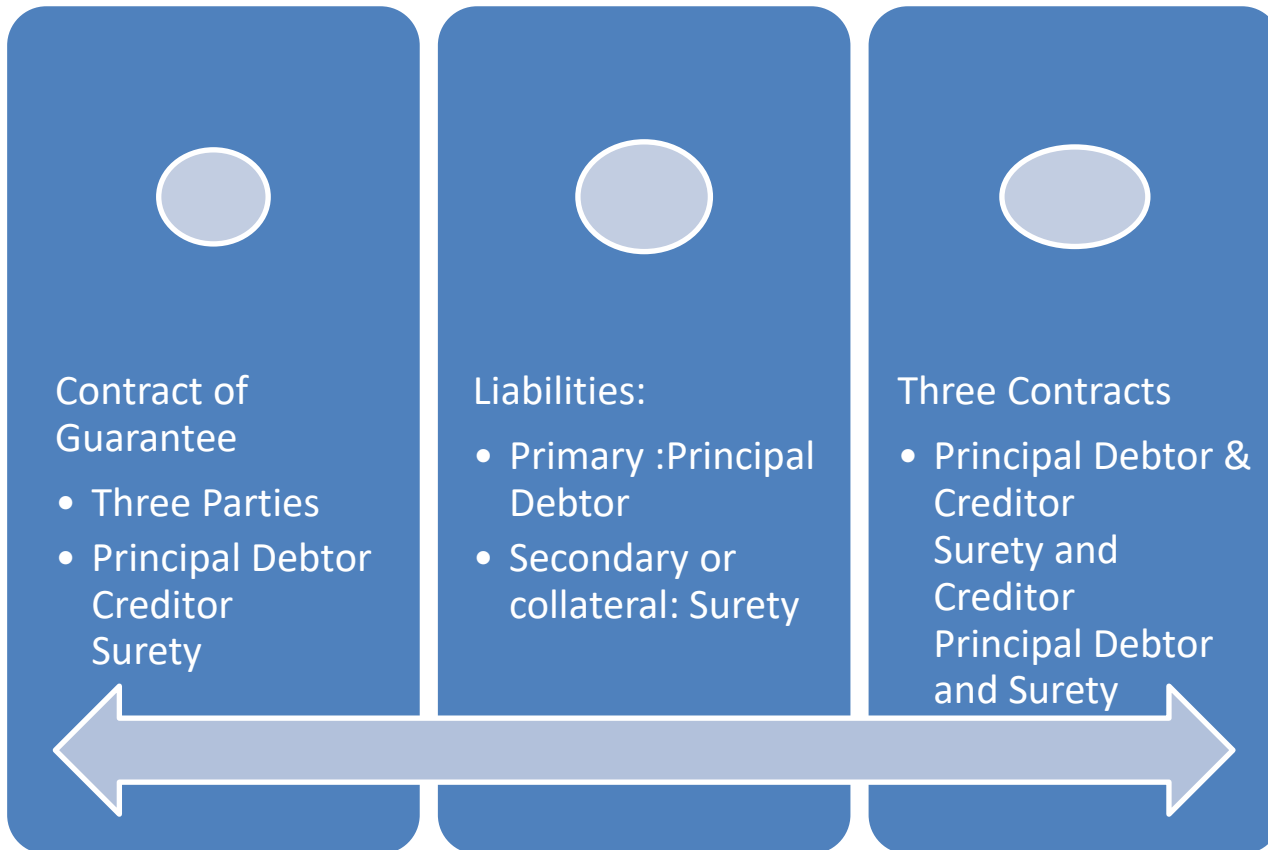 Contract of
Guarantee
• Three Parties
• Principal Debtor
Creditor
Surety
Liabilities:
• Primary :Principal
Debtor
• Secondary or
collateral: Surety
Three Contracts
• Principal Debtor &
Creditor
Surety and
Creditor
Principal Debtor
and Surety